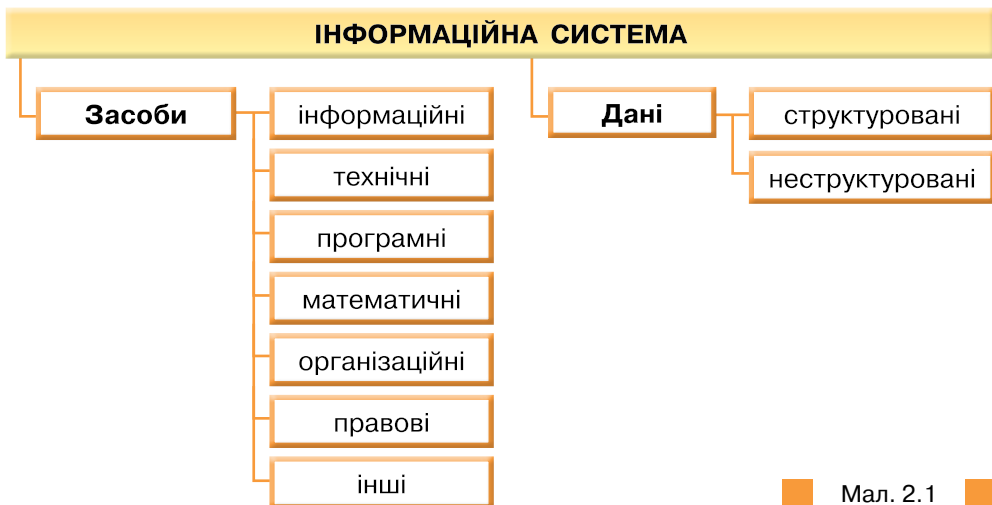 ІНФОРМАЦІЙНА СИСТЕМА
Засоби
інформаційні
технічні
програмні
математичні
організаційні
правові
інші
Дані
структуровані
неструктуровані
Мал. 2.1